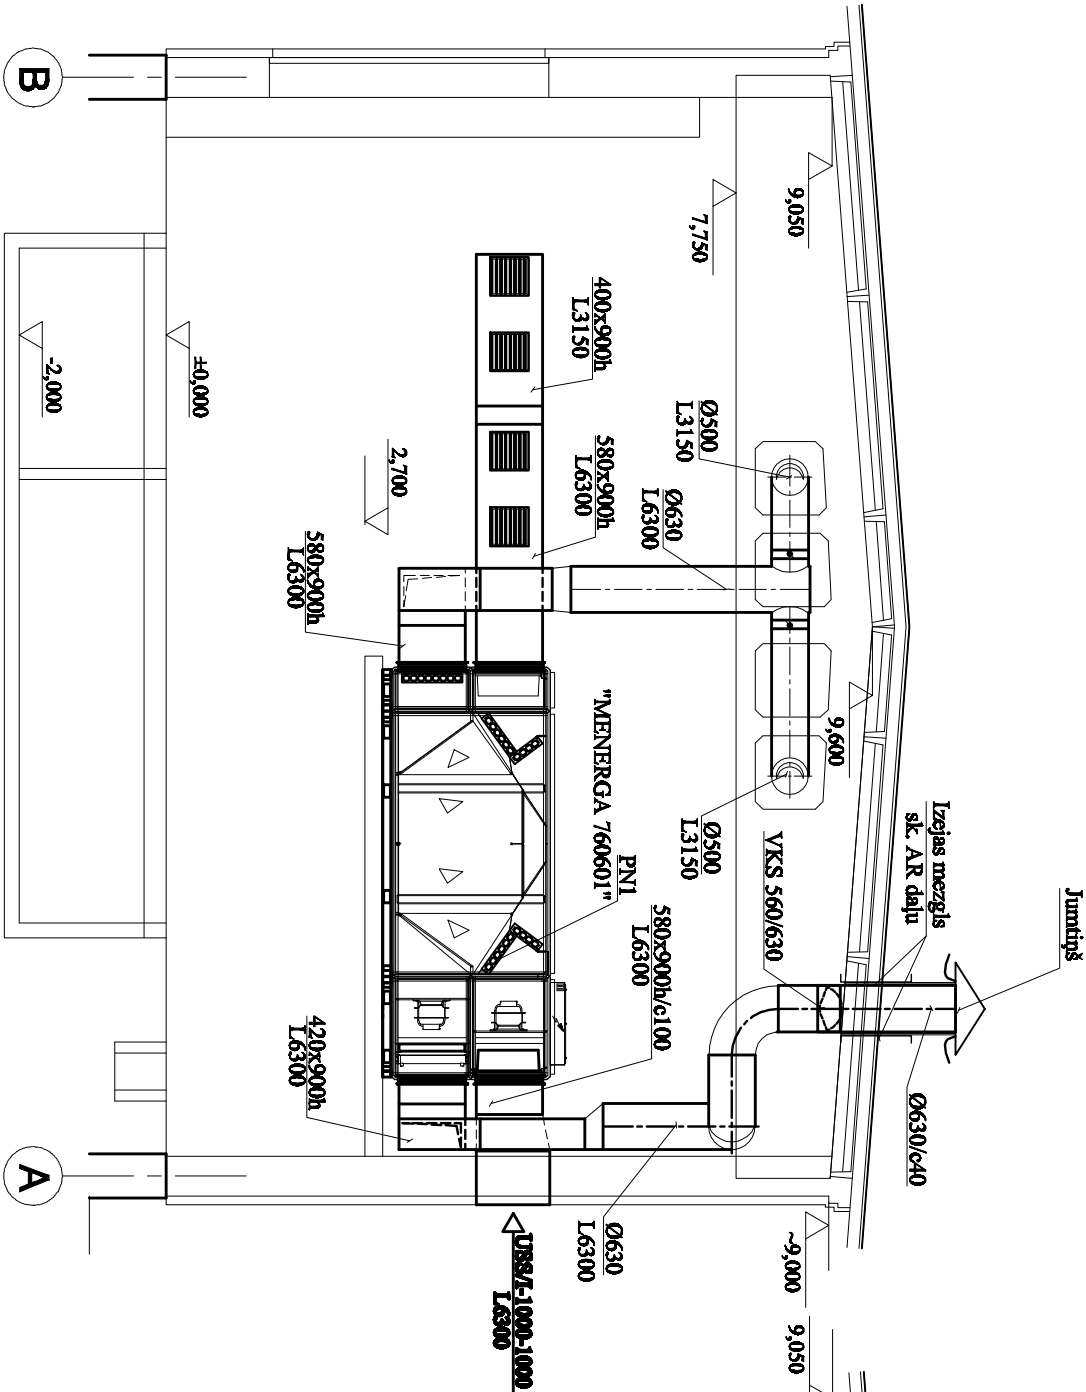 Jumtiņš
Izejas mezgls
sk. AR daļu
VKS 560/630
Ø630/c40
9,600
9,050
7,750
~9,000
9,050
Ø500
L3150
Ø630
L6300
Ø500
L3150
400x900h
L3150
580x900h
L6300
PN1
"MENERGA 760601"
580x900h/c100
L6300
Ø630
L6300
USS/I-1000-1000
L6300
2,700
580x900h
L6300
420x900h
L6300
±0,000
-2,000
B
A